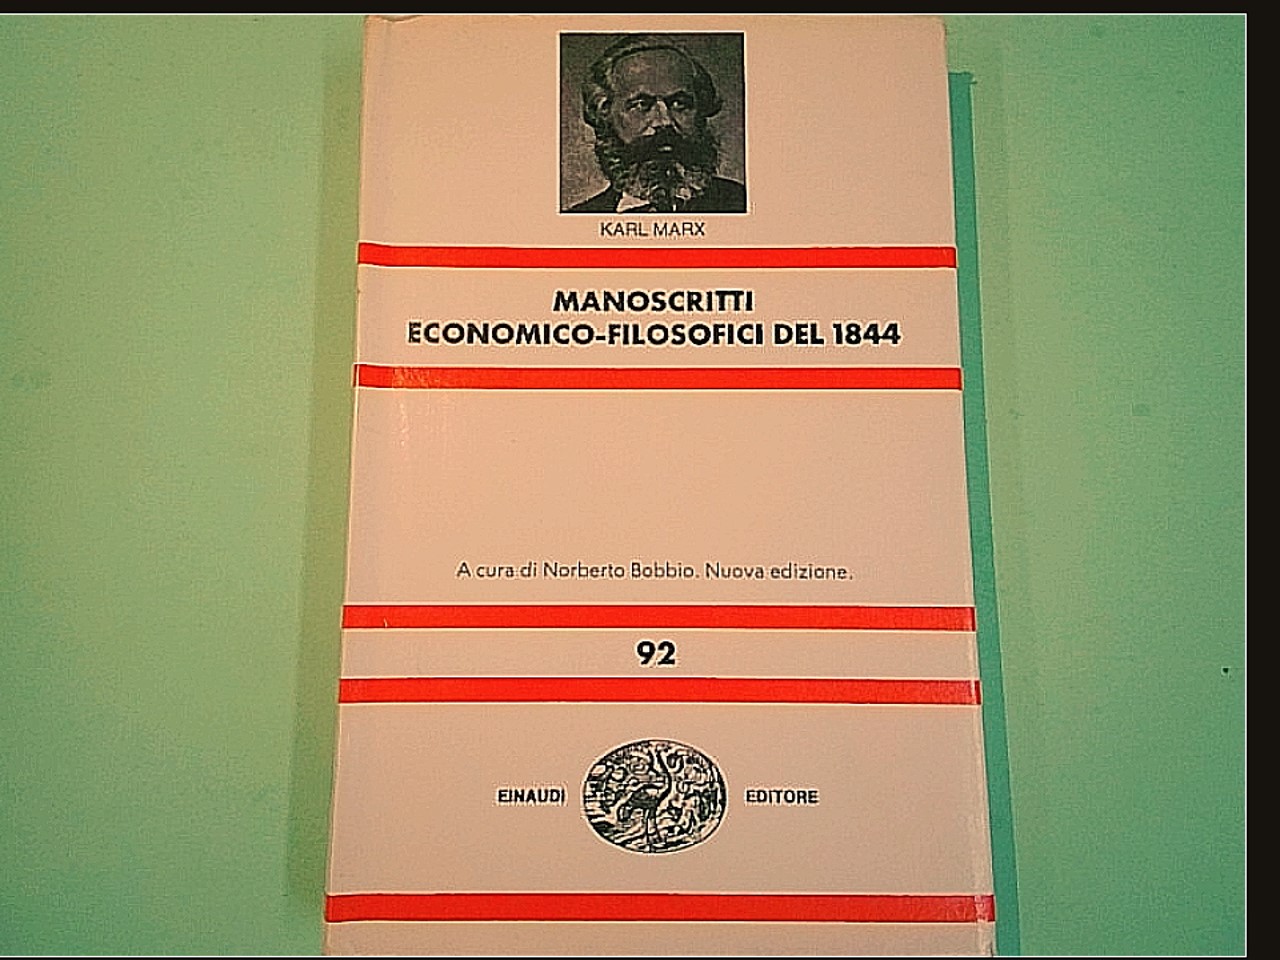 KARL MARX
MANOSCRITTI
ECONOMICO-FILOSOFICI DEL 1844
A cura di Norberto Bobbio. Nuova edizione.
92
EINAUDI EDITORE